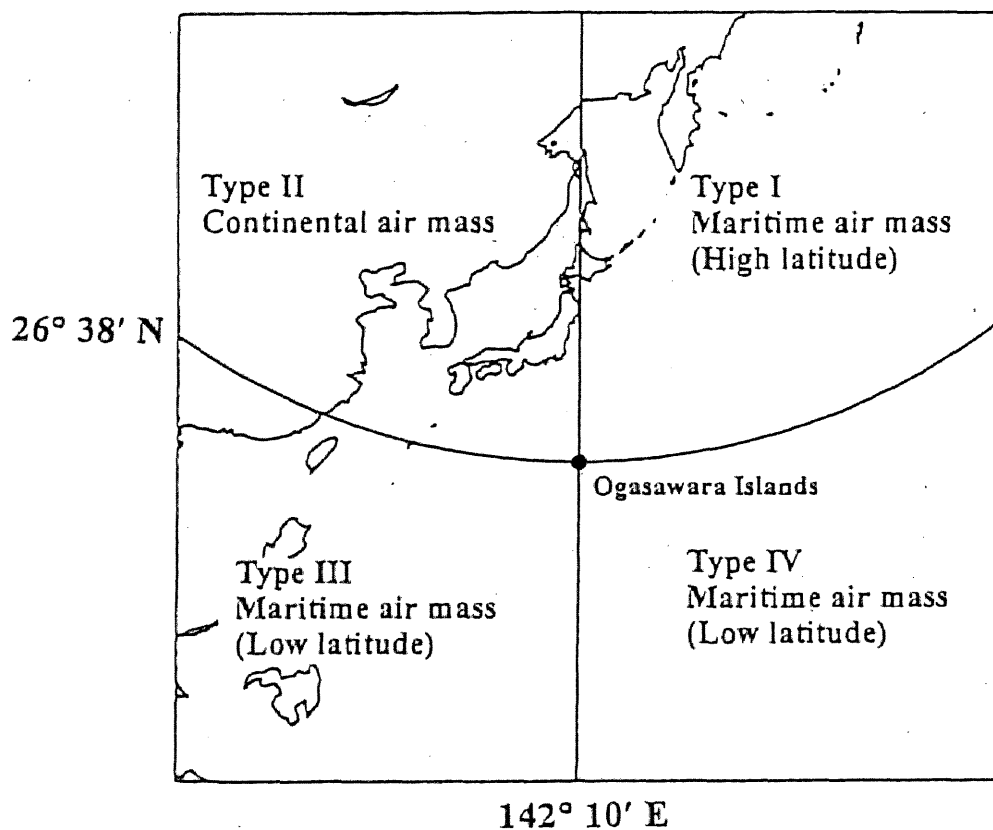 Type II
Continental air mass
Type I
Maritime air mass
(High latitude)
26° 38′ N
Ogasawara Islands
Type III
Maritime air mass
(Low latitude)
Type IV
Maritime air mass
(Low latitude)
142° 10′ E